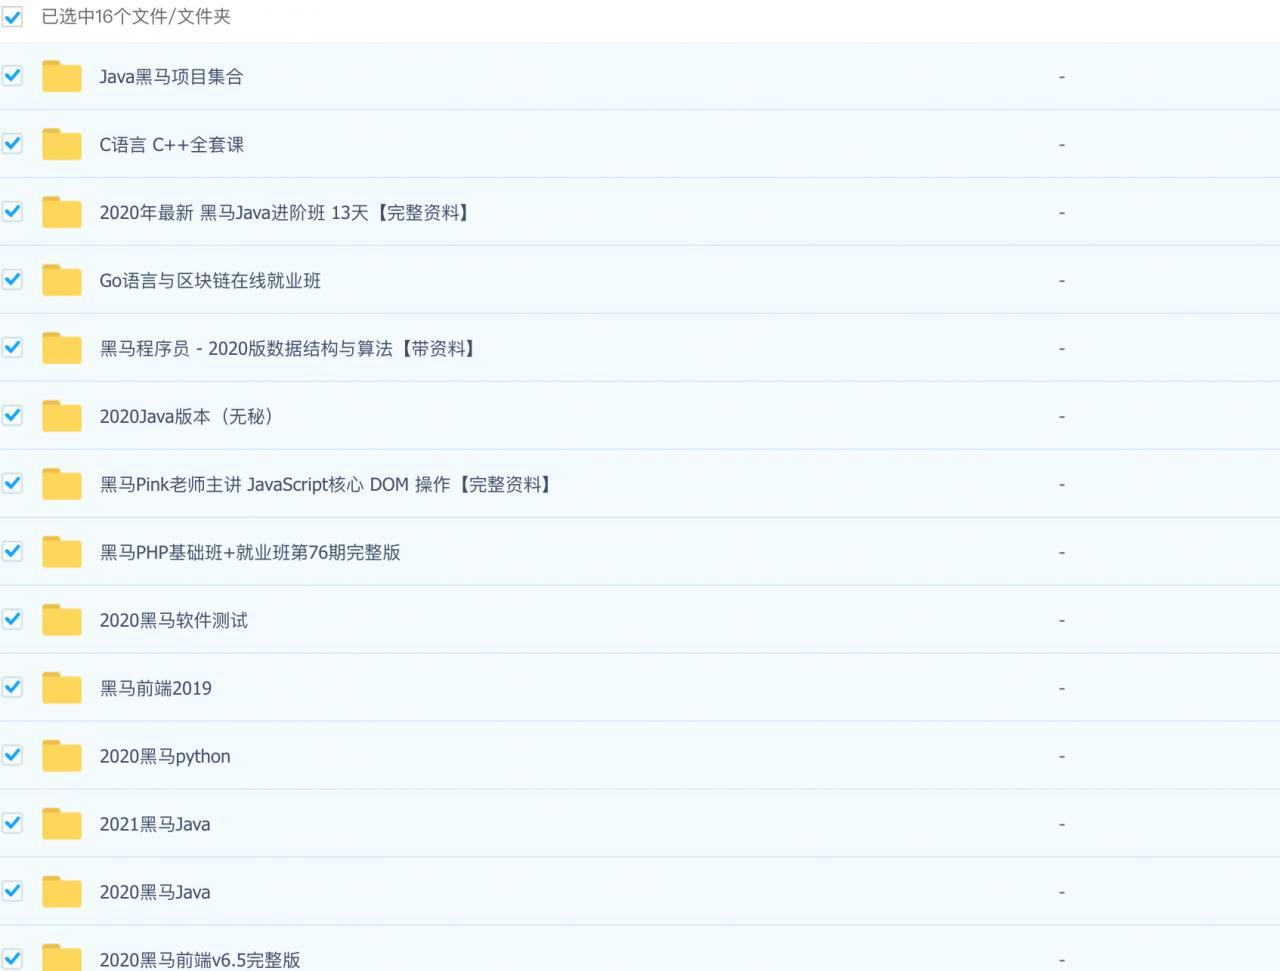 已选中16个文件/文件夹
Java黑马项目集合 -
C语言 C++全套课 -
2020年最新 黑马Java进阶班 13天【完整资料】 -
Go语言与区块链在线就业班 -
黑马程序员 - 2020版数据结构与算法【带资料】 -
2020Java版本（无秘） -
黑马Pink老师主讲 JavaScript核心 DOM 操作【完整资料】 -
黑马PHP基础班+就业班第76期完整版 -
2020黑马软件测试 -
黑马前端2019 -
2020黑马python -
2021黑马Java -
2020黑马Java -
2020黑马前端v6.5完整版 -